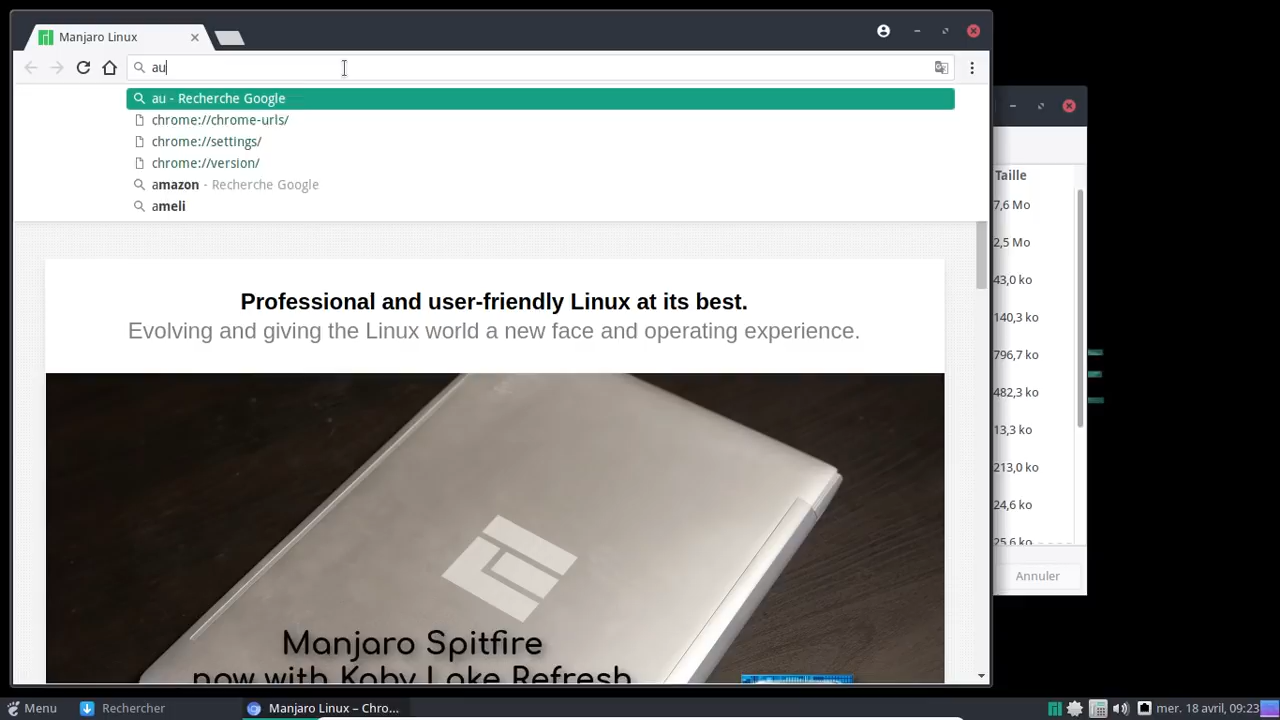 Manjaro Linux
au
au - Recherche Google
chrome://chrome-urls/
chrome://settings/
chrome://version/
amazon - Recherche Google
ameli
Professional and user-friendly Linux at its best.
Evolving and giving the Linux world a new face and operating experience.
Manjaro Spitfire
now with Kaby Lake Refresh
Taille
7,6 Mo
2,5 Mo
43,0 ko
140,3 ko
796,7 ko
482,3 ko
13,3 ko
213,0 ko
24,6 ko
25,6 ko
Annuler
Menu
Rechercher
Manjaro Linux – Chro...
mer. 18 avril, 09:23